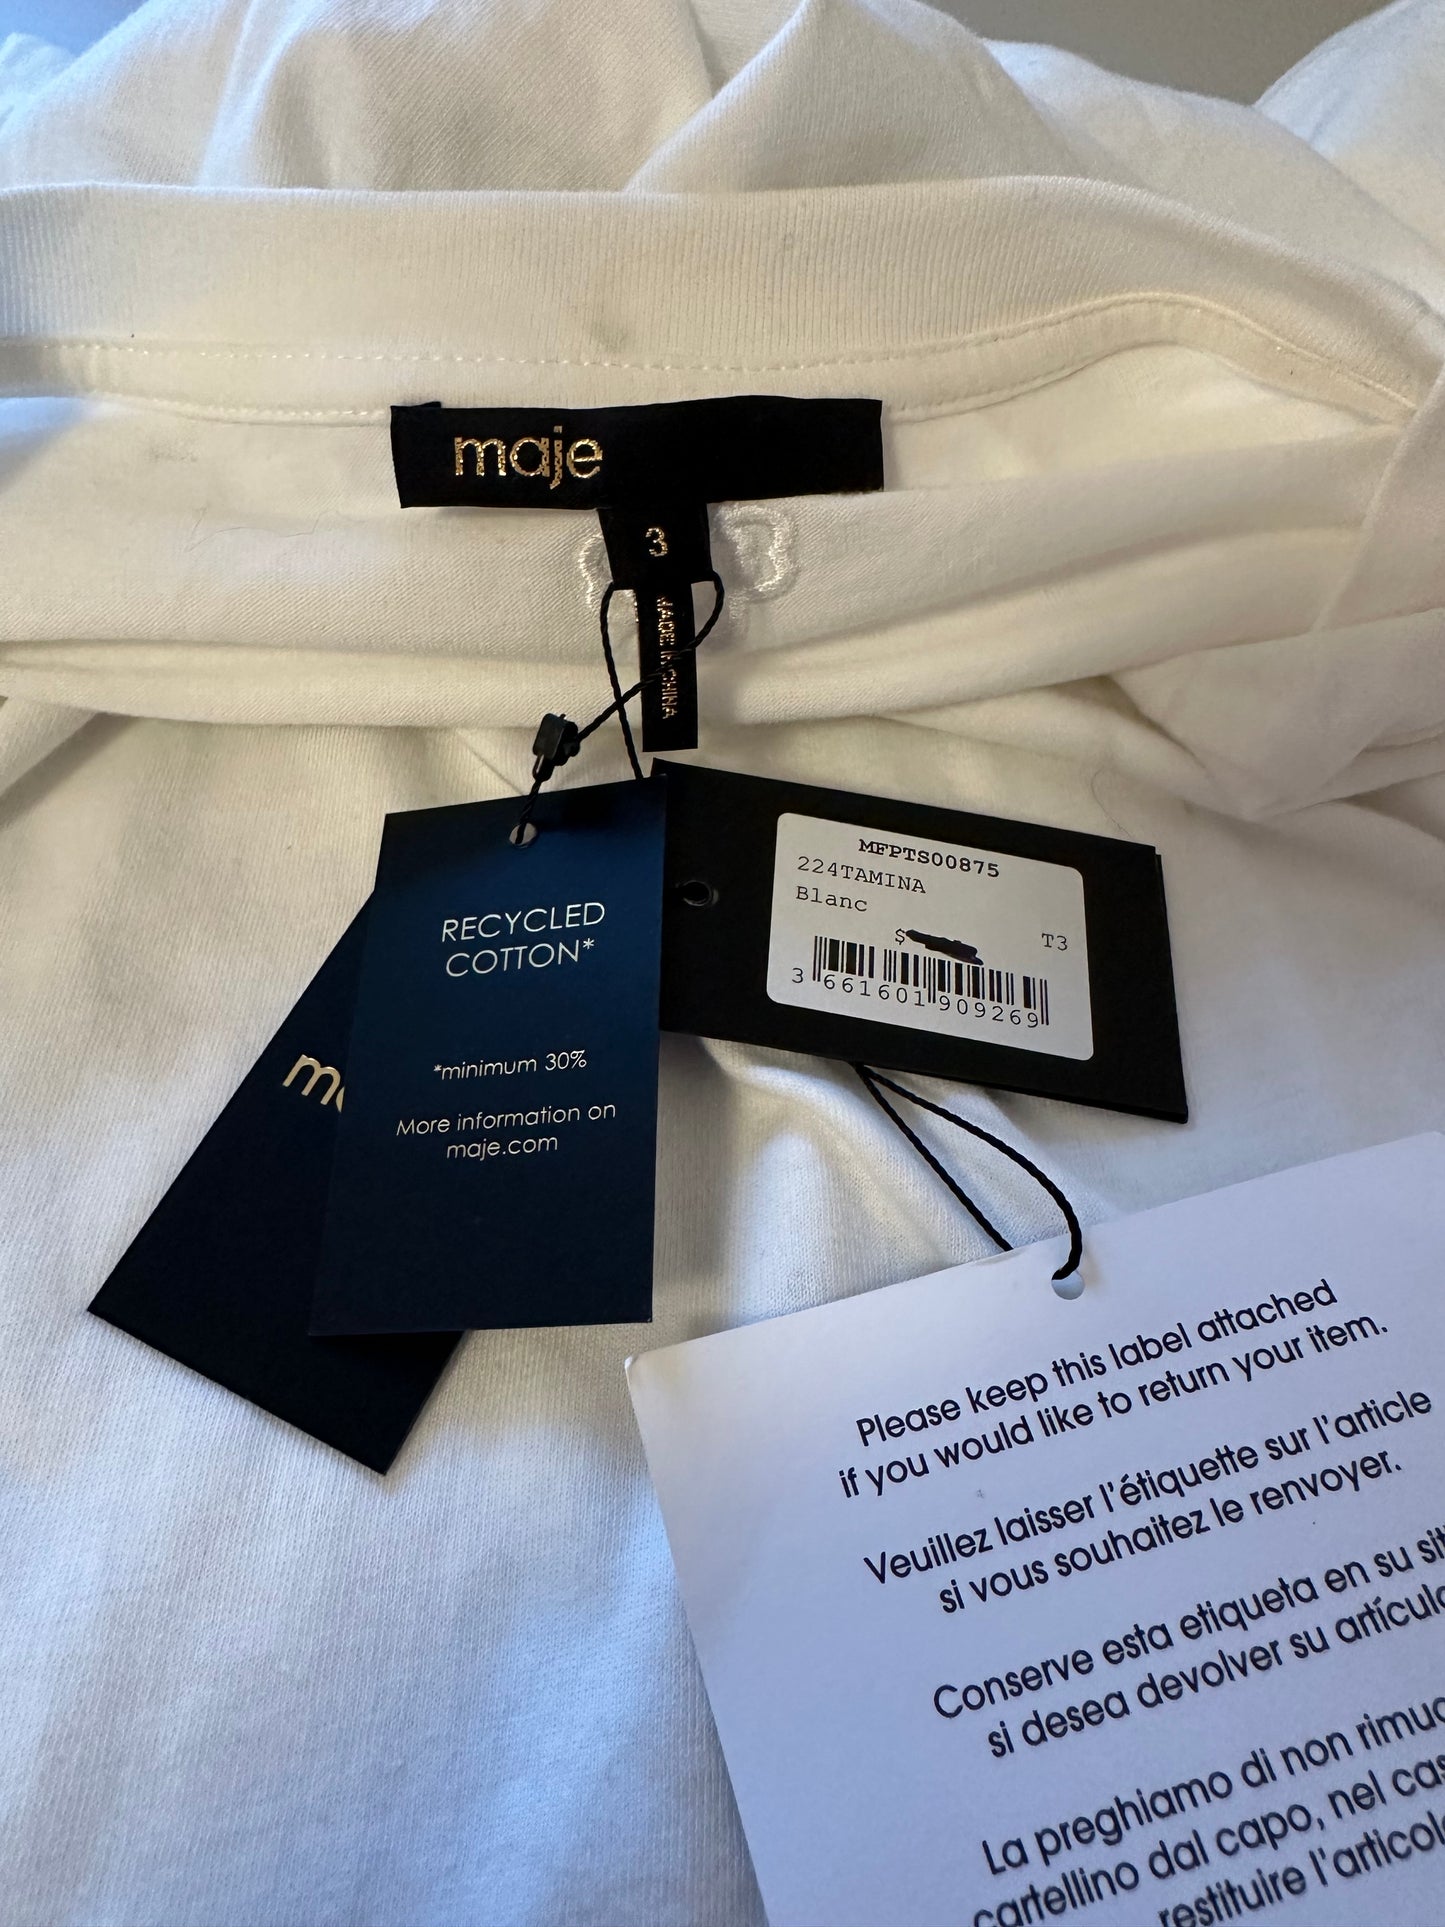 maje
3
MADE IN CHINA
RECYCLED
COTTON*
*minimum 30%
More information on
maje.com
MFPTS00875
224TAMINA
Blanc
$
T3
3 661601 909269
Please keep this label attached
if you would like to return your item.
Veuillez laisser l'étiquette sur l'article
si vous souhaitez le renvoyer.
Conserve esta etiqueta en su
si desea devolver su
La preghiamo di non
cartellino dal capo, nel
restituire l'articolo